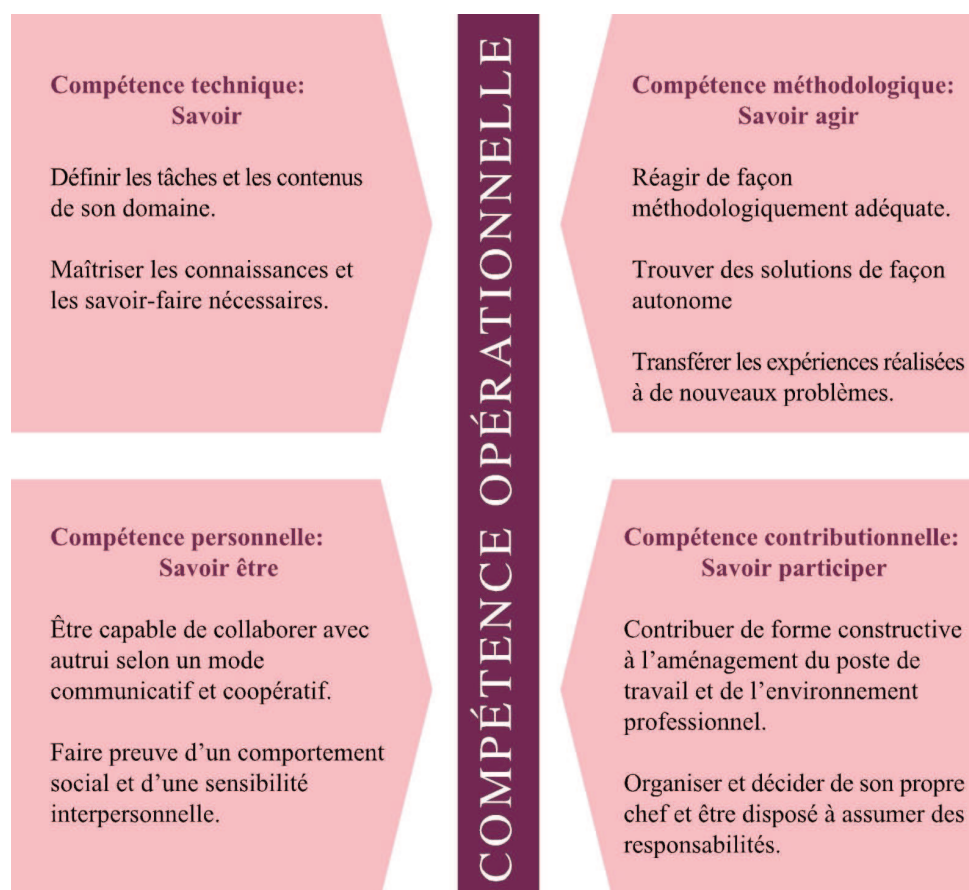 Compétence technique:
Savoir
Définir les tâches et les contenus
de son domaine.
Maîtriser les connaissances et
les savoir-faire nécessaires.
COMPÉTENCE OPÉRATIONNELLE
Compétence méthodologique:
Savoir agir
Réagir de façon
méthodologiquement adéquate.
Trouver des solutions de façon
autonome
Transférer les expériences réalisées
à de nouveaux problèmes.
Compétence personnelle:
Savoir être
Être capable de collaborer avec
autrui selon un mode
communicatif et coopératif.
Faire preuve d’un comportement
social et d’une sensibilité
interpersonnelle.
Compétence contributionnelle:
Savoir participer
Contribuer de forme constructive
à l’aménagement du poste de
travail et de l’environnement
professionnel.
Organiser et décider de son propre
chef et être disposé à assumer des
responsabilités.